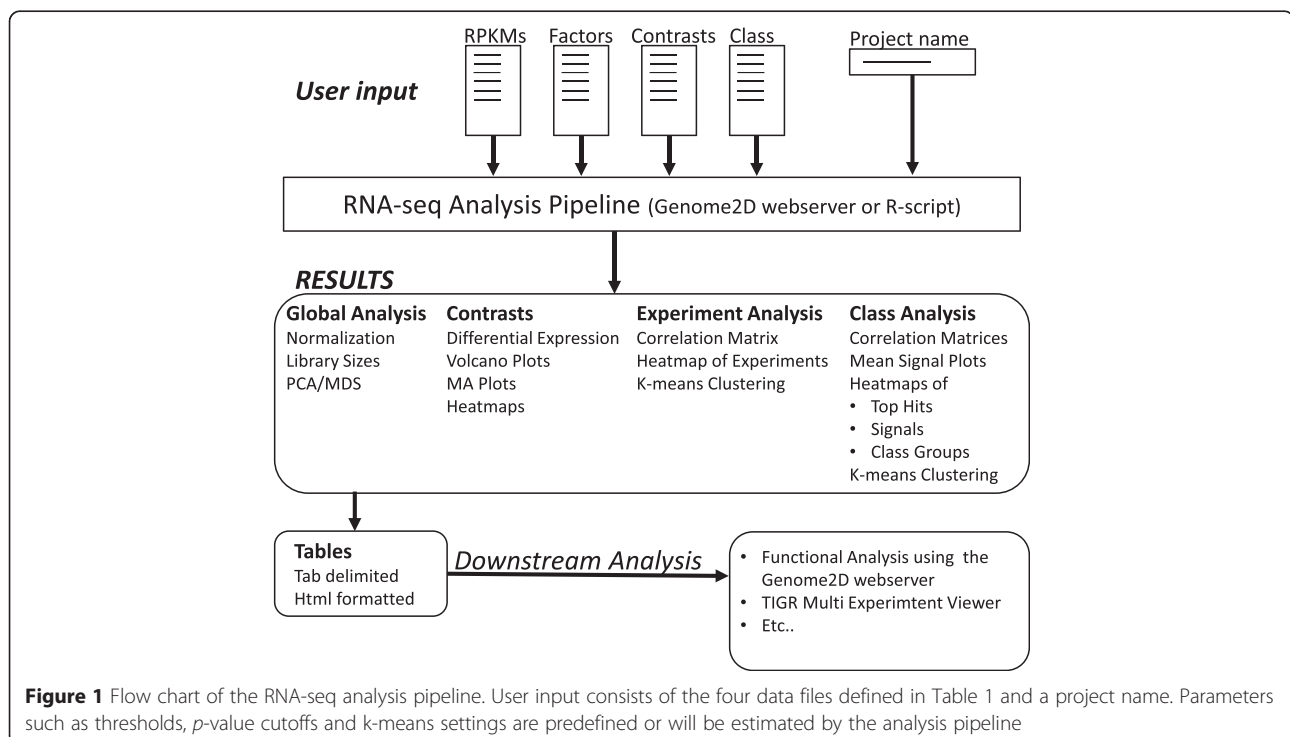 RPKMs Factors Contrasts Class Project name
User input
RNA-seq Analysis Pipeline (Genome2D webserver or R-script)
RESULTS
Global Analysis
Normalization
Library Sizes
PCA/MDS
Contrasts
Differential Expression
Volcano Plots
MA Plots
Heatmaps
Experiment Analysis
Correlation Matrix
Heatmap of Experiments
K-means Clustering
Class Analysis
Correlation Matrices
Mean Signal Plots
Heatmaps of
• Top Hits
• Signals
• Class Groups
K-means Clustering
Tables
Tab delimited
Html formatted
Downstream Analysis
• Functional Analysis using the
Genome2D webserver
• TIGR Multi Experimtent Viewer
• Etc..
Figure 1 Flow chart of the RNA-seq analysis pipeline. User input consists of the four data files defined in Table 1 and a project name. Parameters
such as thresholds, p-value cutoffs and k-means settings are predefined or will be estimated by the analysis pipeline